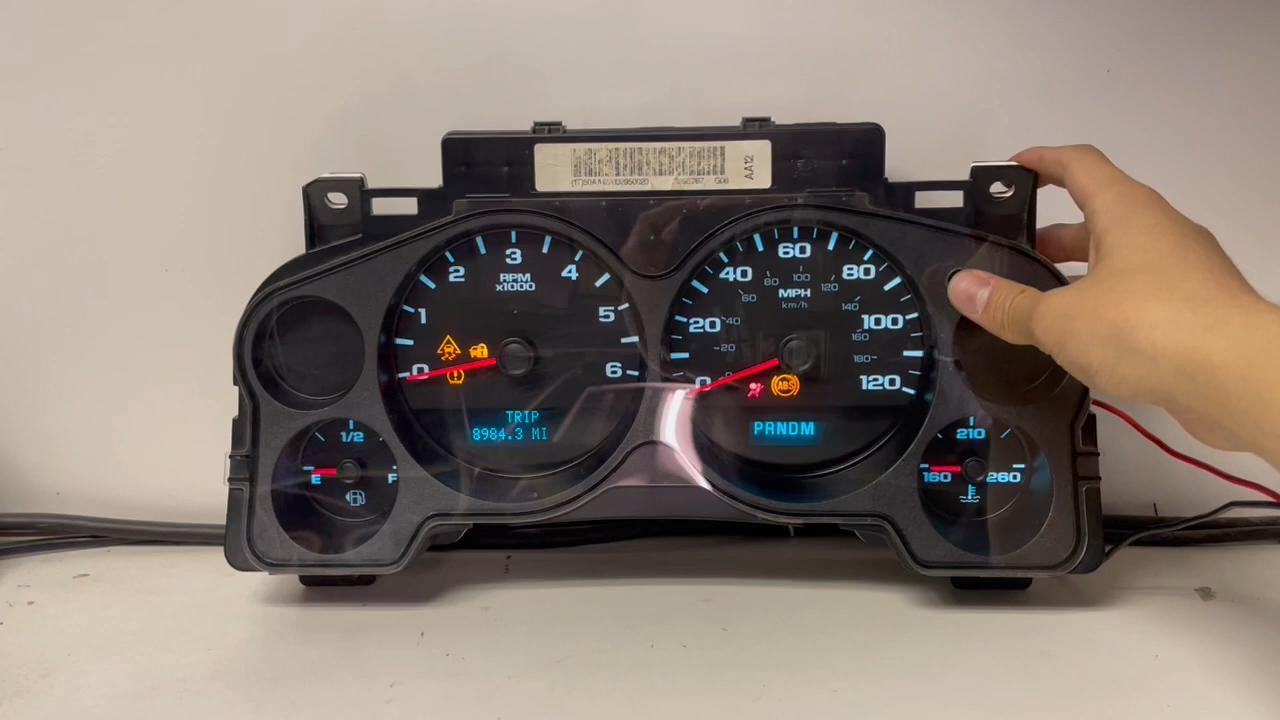 AA12
G08
1 2 3 4 5 6
RPM
x1000
0
TRIP
8984.3 MI
20 40 60 80 100 120
20 40 60 80 100 120 140 160 180
MPH
km/h
0
ABS
PRNDM
1/2
E F
210
160 260